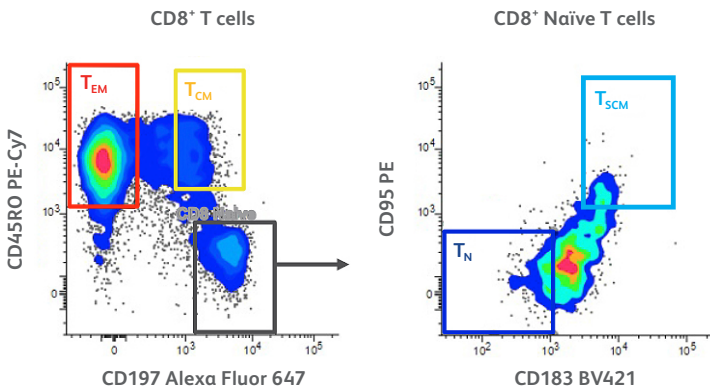 CD8⁺ T cells
CD45RO PE-Cy7
10⁵
10⁴
10³
0
T_EM
T_CM
CD8 Naive
0
10³
10⁴
10⁵
CD197 Alexa Fluor 647
CD8⁺ Naïve T cells
CD95 PE
10⁵
10⁴
10³
0
T_SCM
T_N
10²
10³
10⁴
10⁵
CD183 BV421